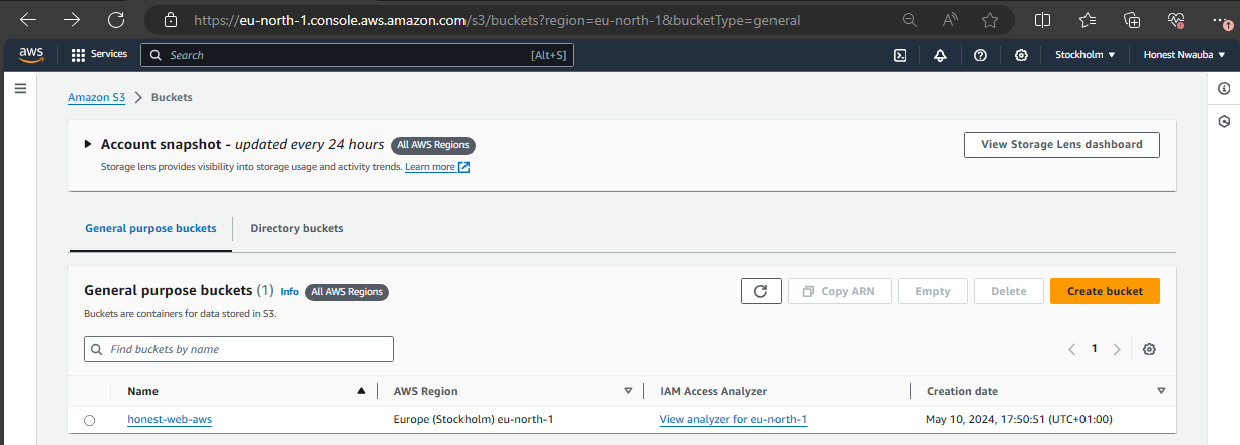 https://eu-north-1.console.aws.amazon.com/s3/buckets?region=eu-north-1&bucketType=general
aws Services Search [Alt+S] Stockholm Honest Nwauba
Amazon S3 > Buckets
Account snapshot - updated every 24 hours All AWS Regions View Storage Lens dashboard
Storage lens provides visibility into storage usage and activity trends. Learn more
General purpose buckets Directory buckets
General purpose buckets (1) Info All AWS Regions Copy ARN Empty Delete Create bucket
Buckets are containers for data stored in S3.
Find buckets by name 1
Name AWS Region IAM Access Analyzer Creation date
honest-web-aws Europe (Stockholm) eu-north-1 View analyzer for eu-north-1 May 10, 2024, 17:50:51 (UTC+01:00)